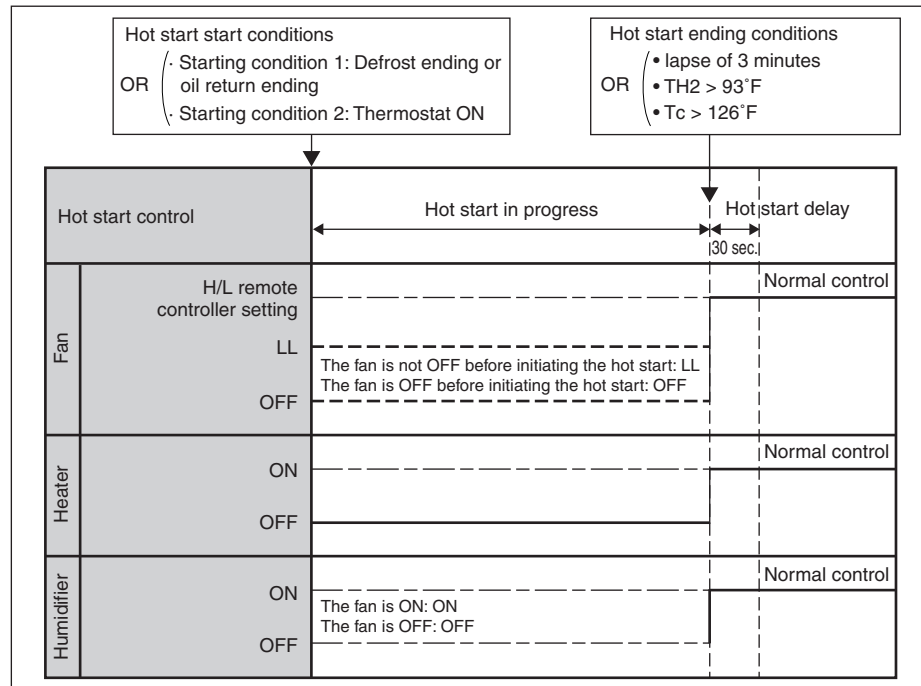 Hot start start conditions
OR
· Starting condition 1: Defrost ending or
oil return ending
· Starting condition 2: Thermostat ON
Hot start ending conditions
OR
• lapse of 3 minutes
• TH2 > 93˚F
• Tc > 126˚F
Hot start control
Hot start in progress
Hot start delay
30 sec.
Fan
H/L remote
controller setting
LL
OFF
The fan is not OFF before initiating the hot start: LL
The fan is OFF before initiating the hot start: OFF
Normal control
Heater
ON
OFF
Normal control
Humidifier
ON
OFF
The fan is ON: ON
The fan is OFF: OFF
Normal control